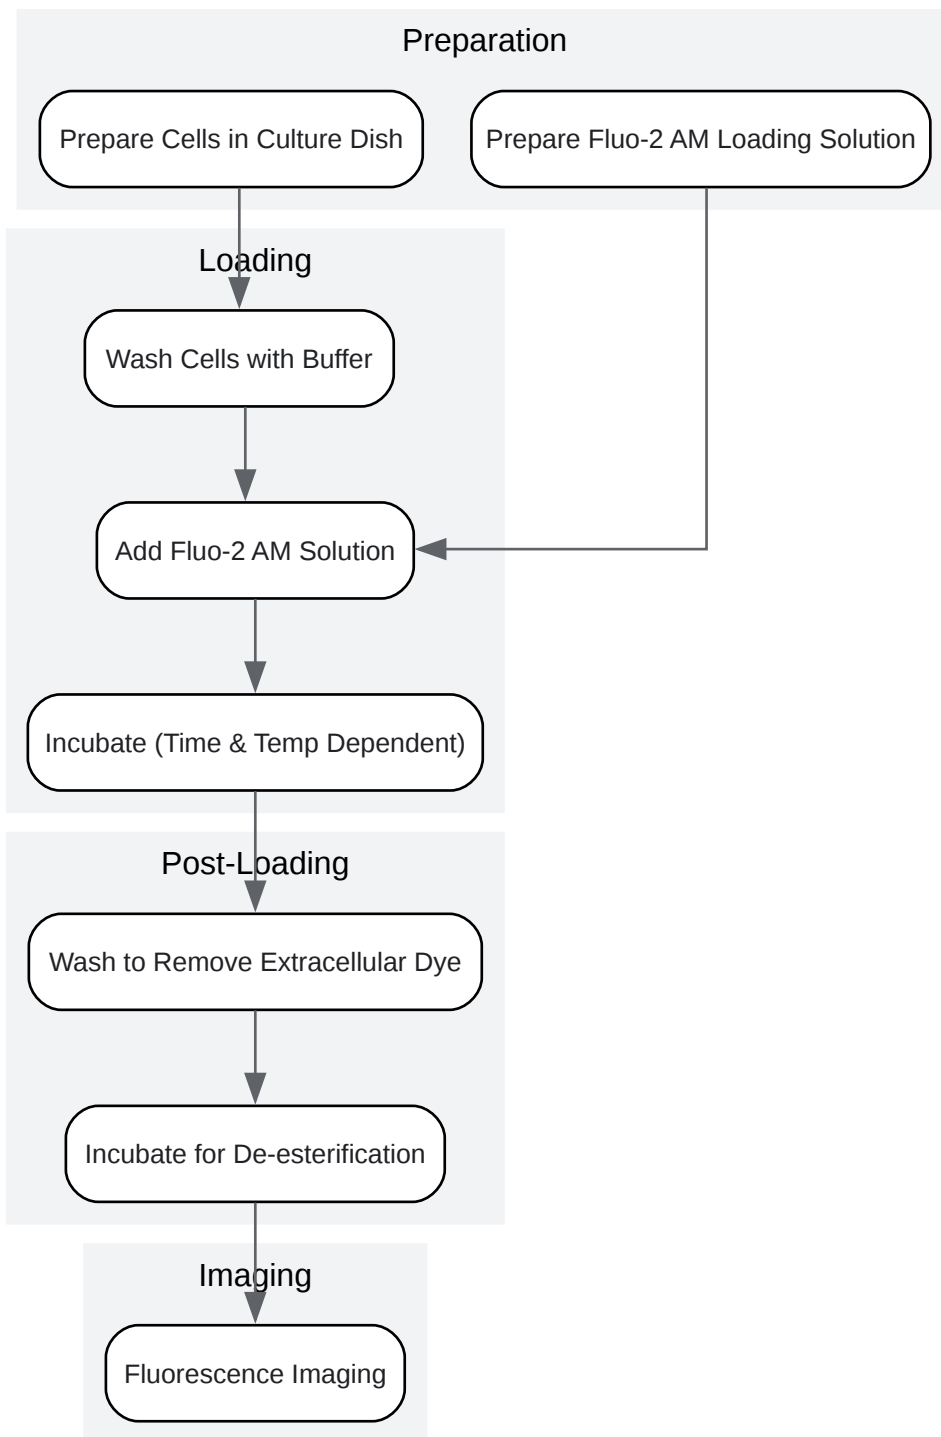 Preparation
Prepare Cells in Culture Dish
Prepare Fluo-2 AM Loading Solution
Loading
Wash Cells with Buffer
Add Fluo-2 AM Solution
Incubate (Time & Temp Dependent)
Post-Loading
Wash to Remove Extracellular Dye
Incubate for De-esterification
Imaging
Fluorescence Imaging